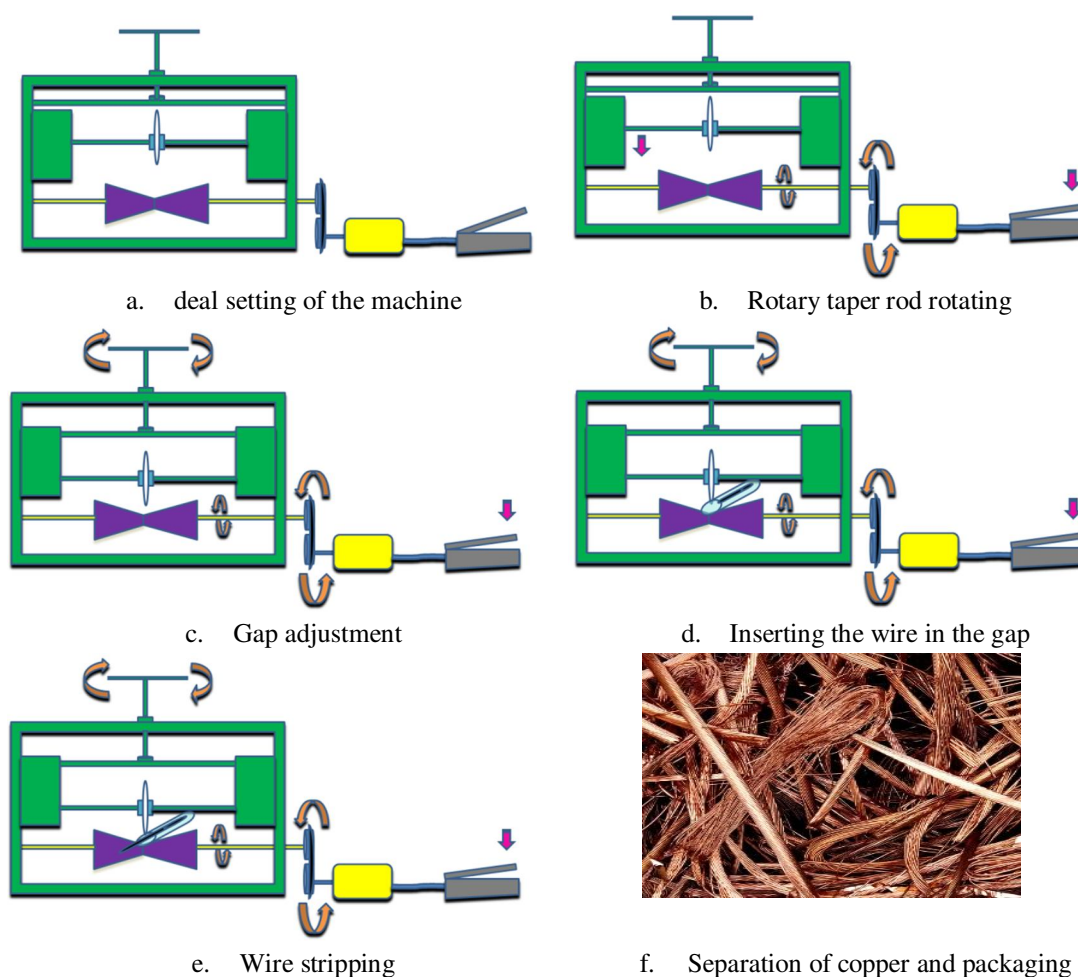 a. deal setting of the machine
b. Rotary taper rod rotating
c. Gap adjustment
d. Inserting the wire in the gap
e. Wire stripping
f. Separation of copper and packaging